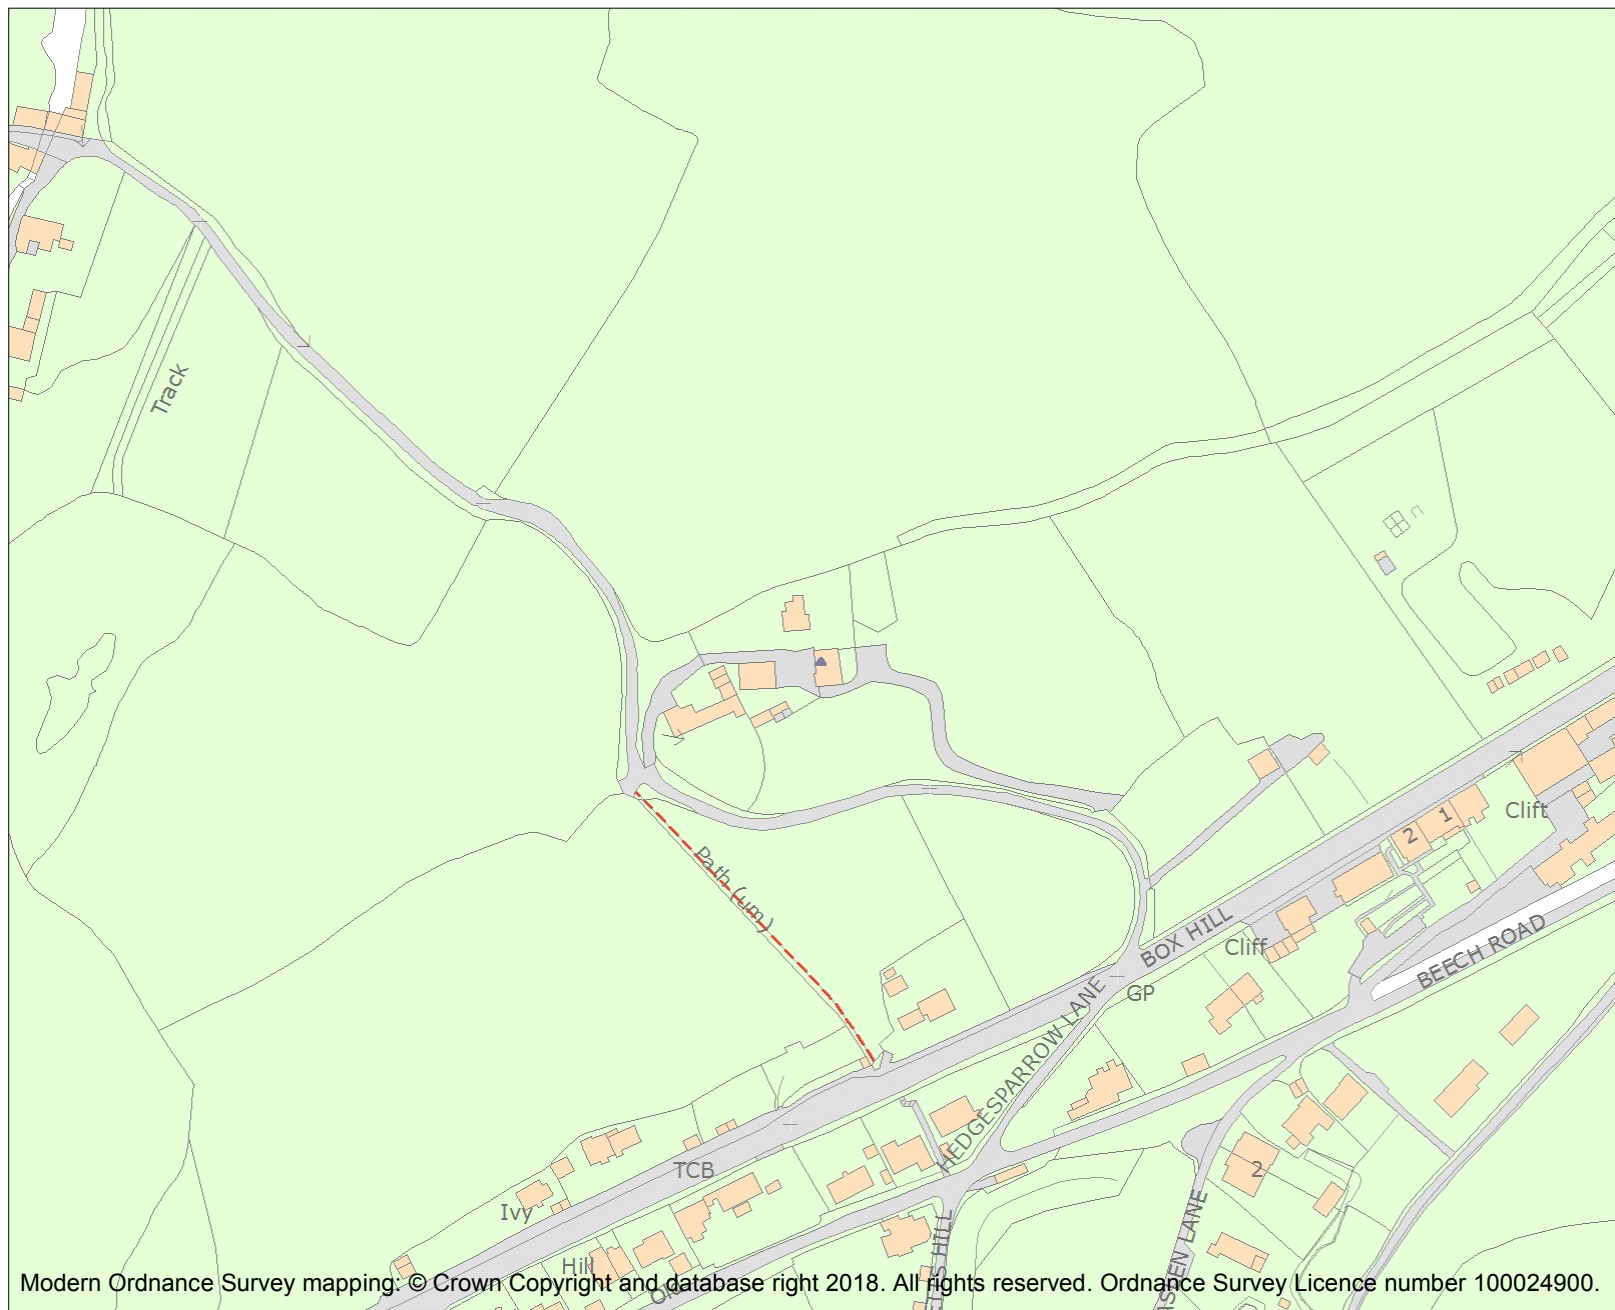 Track
Path (um)
Clift
1
2
BOX HILL
Cliff
BEECH ROAD
GP
HEDGESPARROW LANE
TCB
2
Ivy
Hill
Modern Ordnance Survey mapping: © Crown Copyright and database right 2018. All rights reserved. Ordnance Survey Licence number 100024900.